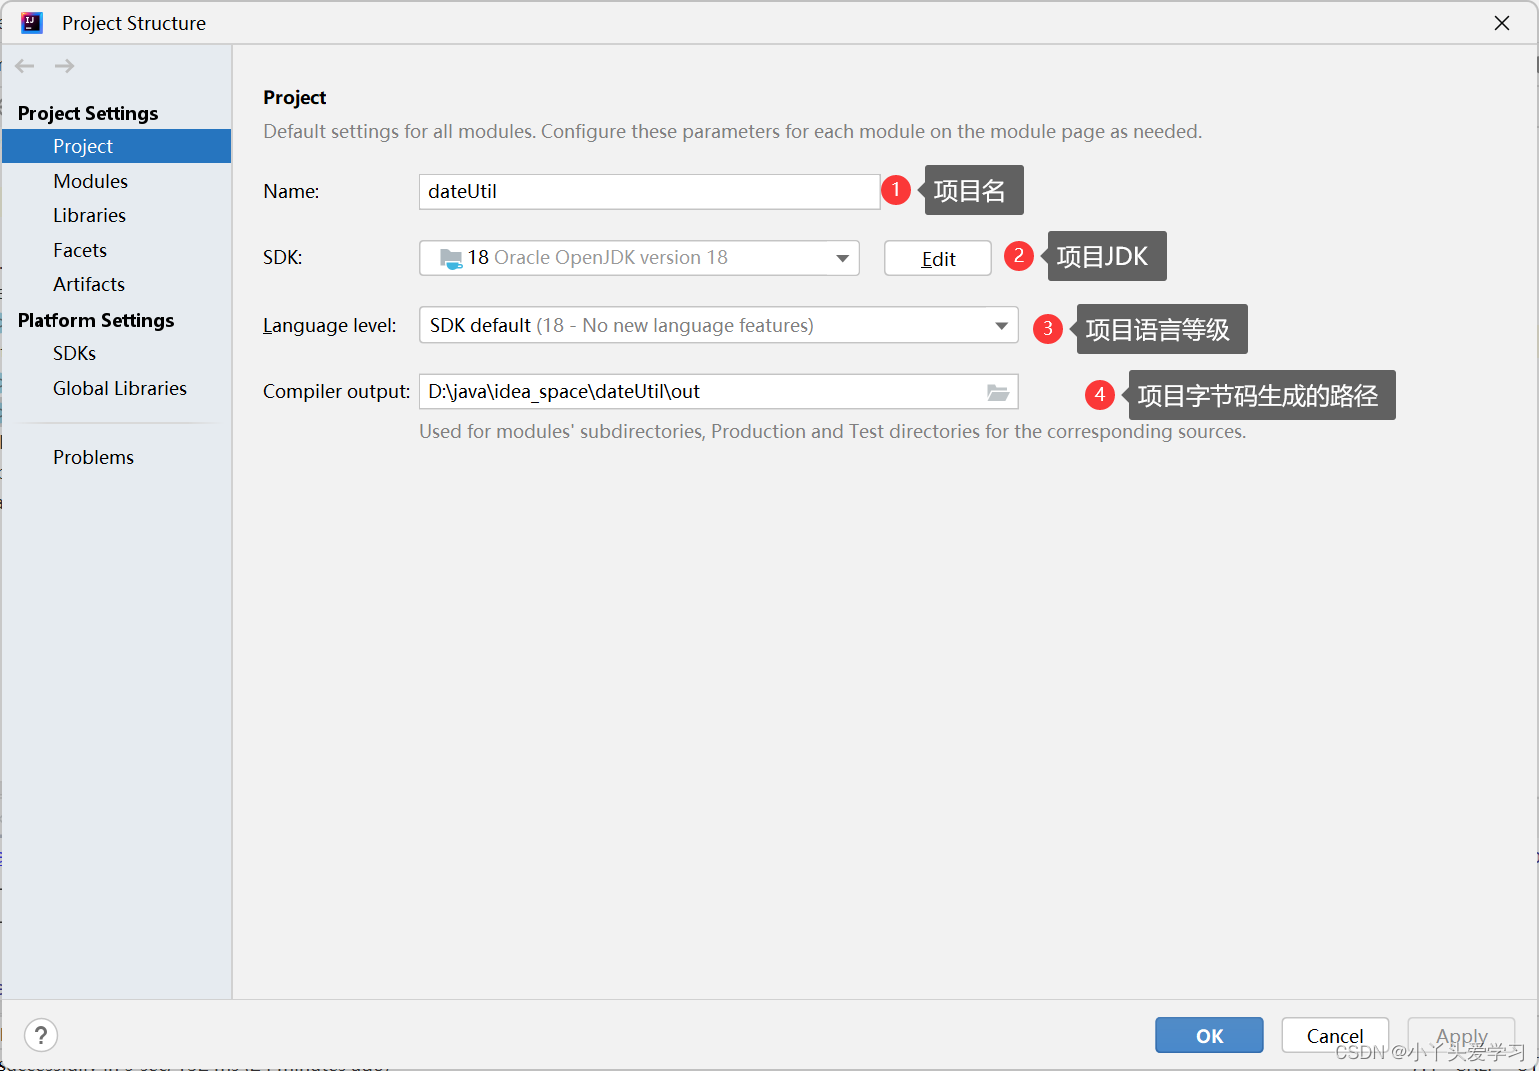 Project Structure
Project Settings
Project
Modules
Libraries
Facets
Artifacts
Platform Settings
SDKs
Global Libraries
Problems
Project
Default settings for all modules. Configure these parameters for each module on the module page as needed.
Name: dateUtil 1 项目名
SDK: 18 Oracle OpenJDK version 18 Edit 2 项目JDK
Language level: SDK default (18 - No new language features) 3 项目语言等级
Compiler output: D:\java\idea_space\dateUtil\out 4 项目字节码生成的路径
Used for modules' subdirectories, Production and Test directories for the corresponding sources.
? OK Cancel Apply
CSDN @小丫头爱学习